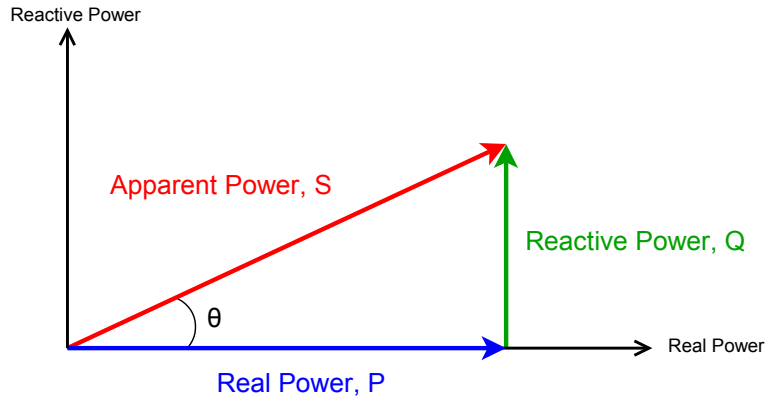 Reactive Power
Apparent Power, S
Reactive Power, Q
θ
Real Power
Real Power, P